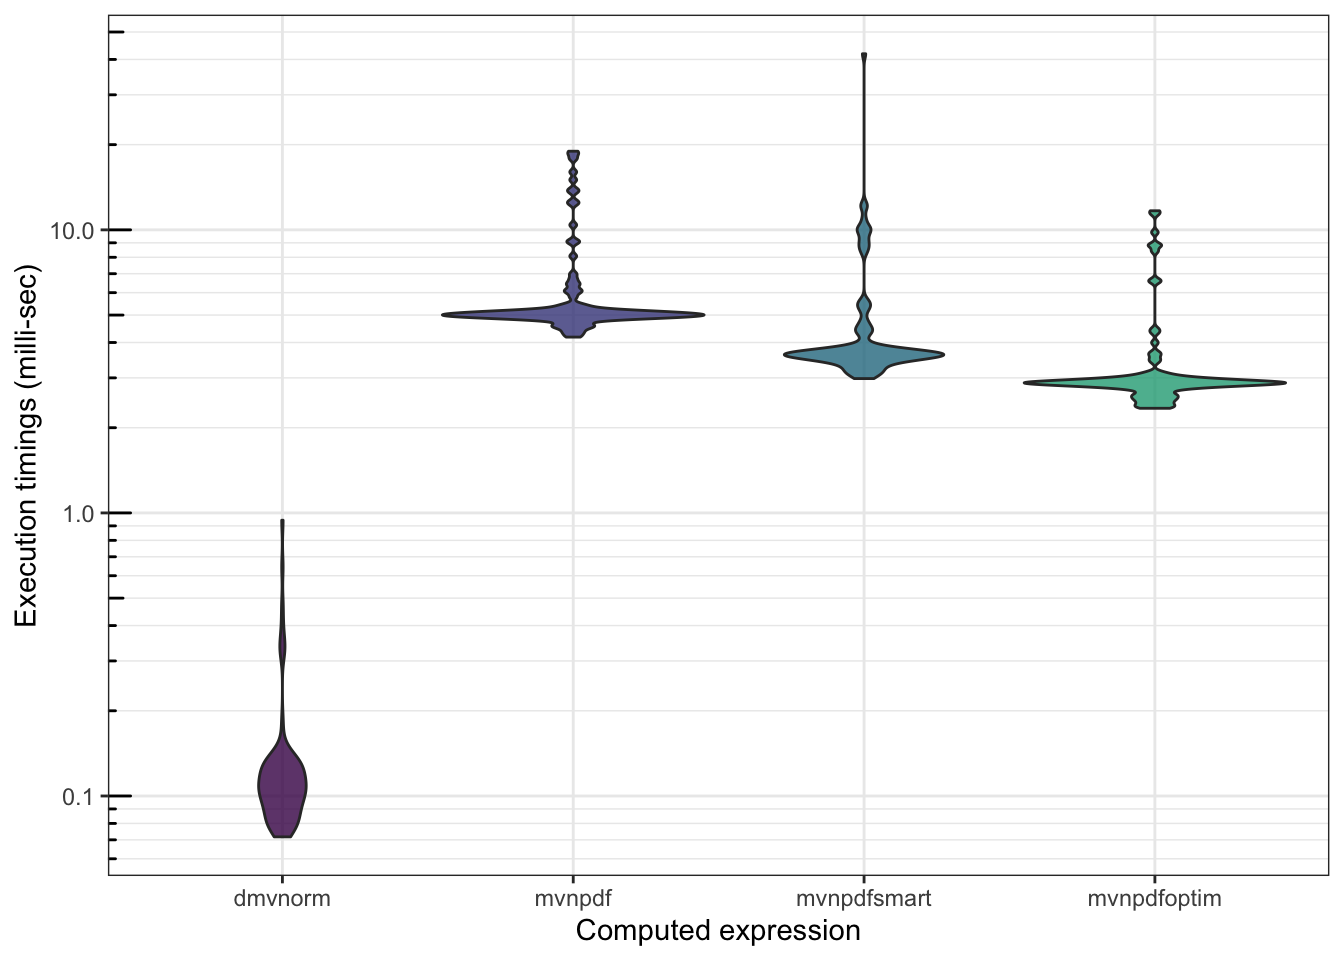 Execution timings (milli-sec)
10.0
1.0
0.1
dmvnorm mvnpdf mvnpdfsmart mvnpdfoptim
Computed expression